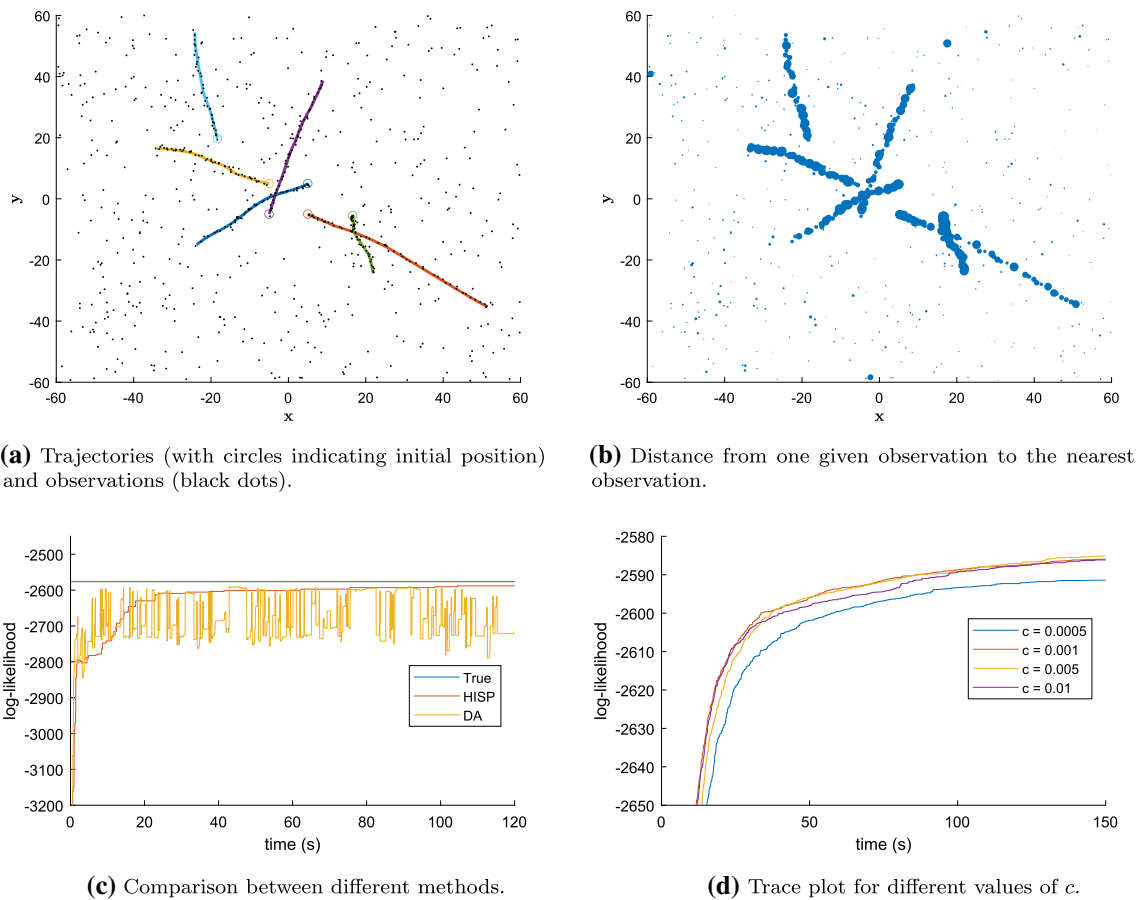 60
40
20
0
-20
-40
-60
y
-60 -40 -20 0 20 40 60
x
(a) Trajectories (with circles indicating initial position)
and observations (black dots).
60
40
20
0
-20
-40
-60
y
-60 -40 -20 0 20 40 60
x
(b) Distance from one given observation to the nearest
observation.
-2500
-2600
-2700
-2800
-2900
-3000
-3100
-3200
log-likelihood
True
HISP
DA
0 20 40 60 80 100 120
time (s)
(c) Comparison between different methods.
-2580
-2590
-2600
-2610
-2620
-2630
-2640
-2650
log-likelihood
c = 0.0005
c = 0.001
c = 0.005
c = 0.01
0 50 100 150
time (s)
(d) Trace plot for different values of c.